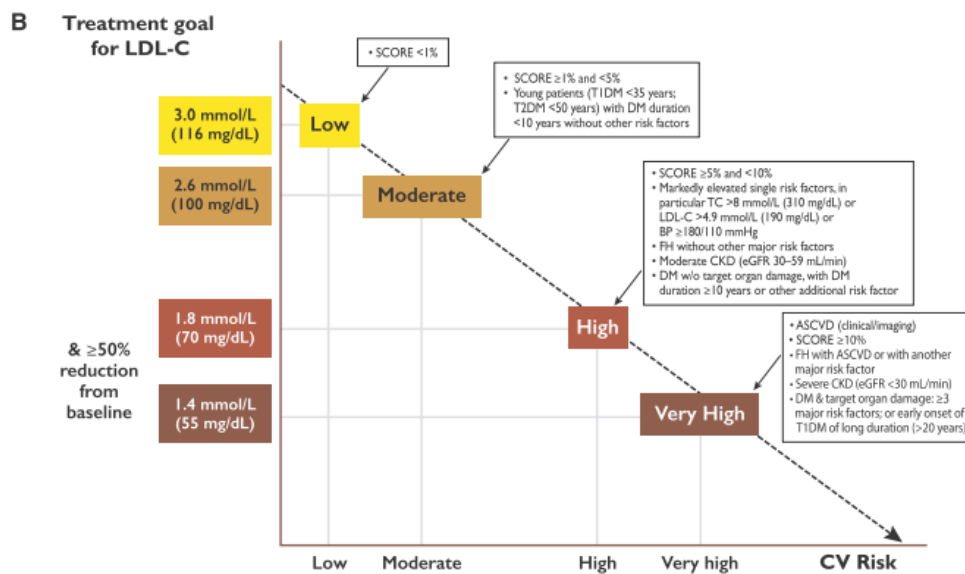 B
Treatment goal
for LDL-C
• SCORE <1%
• SCORE ≥1% and <5%
• Young patients (T1DM <35 years;
T2DM <50 years) with DM duration
<10 years without other risk factors
3.0 mmol/L
(116 mg/dL)
Low
2.6 mmol/L
(100 mg/dL)
Moderate
• SCORE ≥5% and <10%
• Markedly elevated single risk factors, in
particular TC >8 mmol/L (310 mg/dL) or
LDL-C >4.9 mmol/L (190 mg/dL) or
BP ≥180/110 mmHg
• FH without other major risk factors
• Moderate CKD (eGFR 30–59 mL/min)
• DM w/o target organ damage, with DM
duration ≥10 years or other additional risk factor
1.8 mmol/L
(70 mg/dL)
High
• ASCVD (clinical/imaging)
• SCORE ≥10%
• FH with ASCVD or with another
major risk factor
• Severe CKD (eGFR <30 mL/min)
• DM & target organ damage: ≥3
major risk factors; or early onset of
T1DM of long duration (>20 years)
& ≥50%
reduction
from
baseline
1.4 mmol/L
(55 mg/dL)
Very High
Low
Moderate
High
Very high
CV Risk